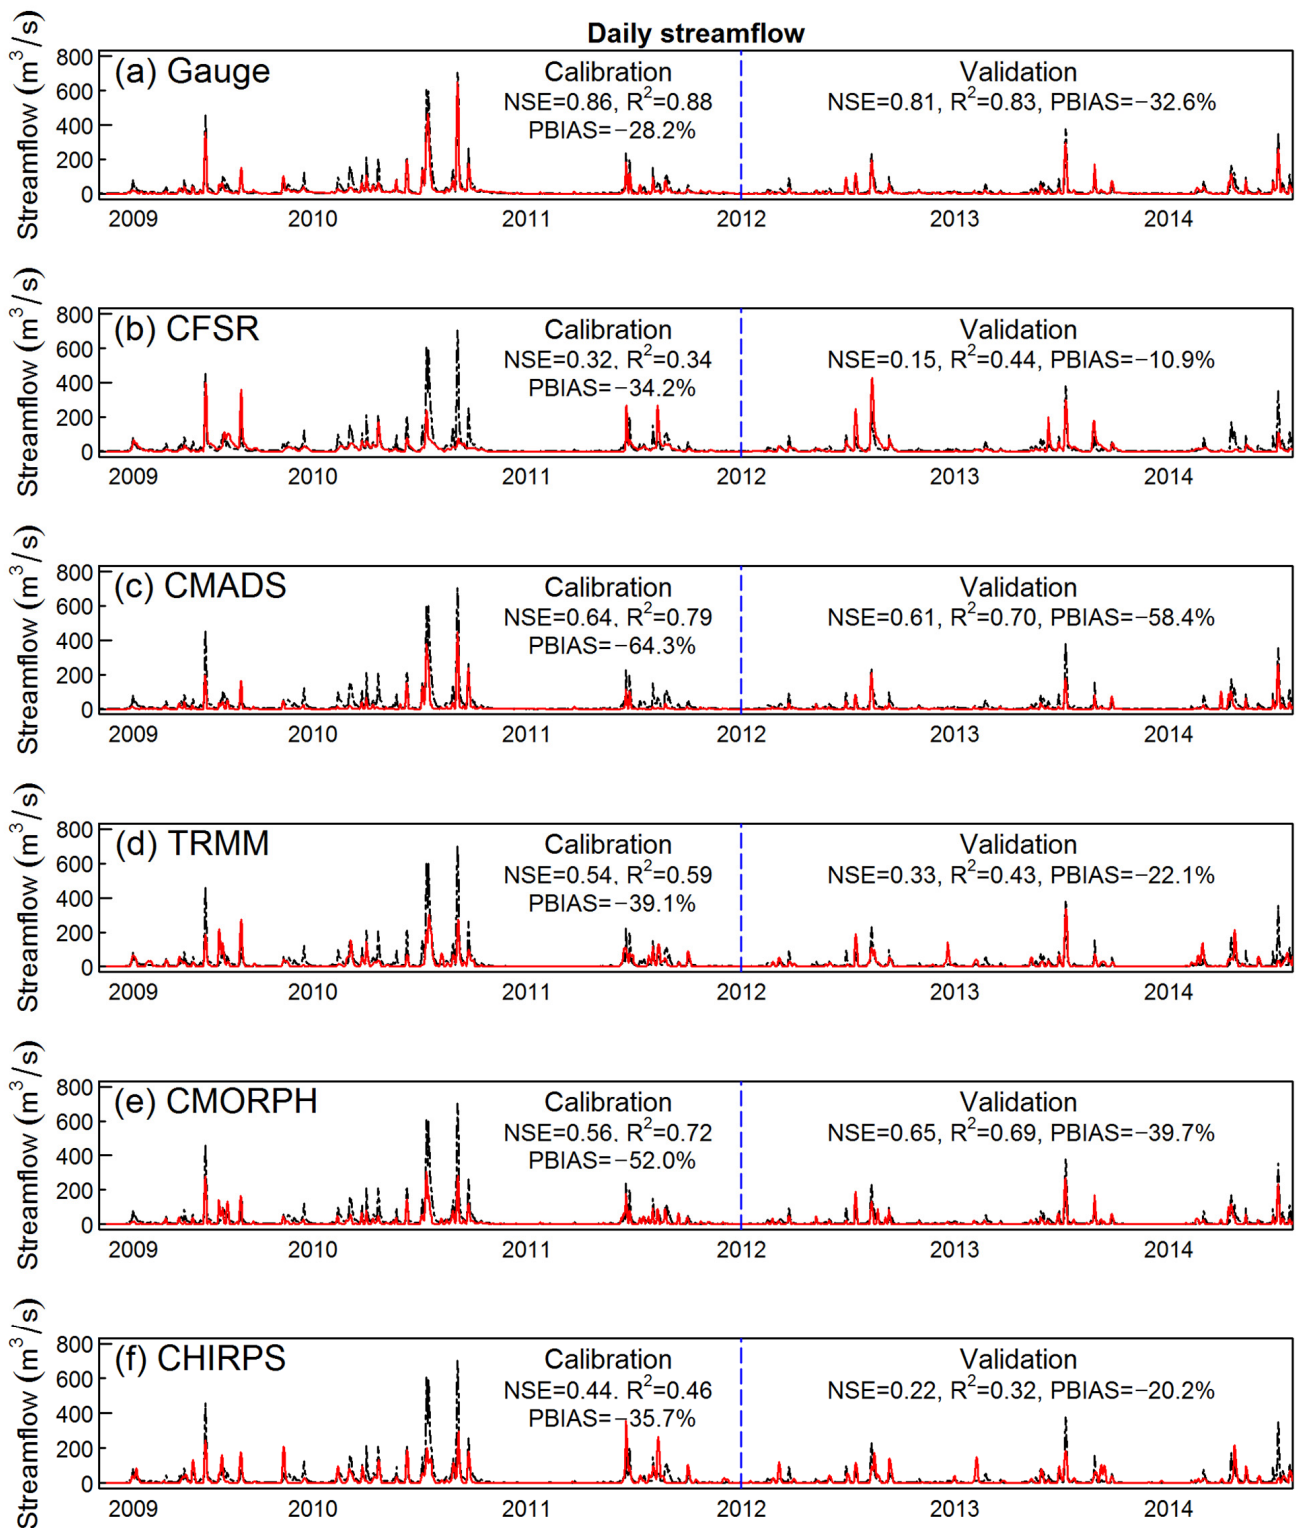 Daily streamflow
Streamflow (m³/s)
800
600
400
200
0
(a) Gauge
Calibration
NSE=0.86, R²=0.88
PBIAS=−28.2%
Validation
NSE=0.81, R²=0.83, PBIAS=−32.6%
2009 2010 2011 2012 2013 2014
Streamflow (m³/s)
800
600
400
200
0
(b) CFSR
Calibration
NSE=0.32, R²=0.34
PBIAS=−34.2%
Validation
NSE=0.15, R²=0.44, PBIAS=−10.9%
2009 2010 2011 2012 2013 2014
Streamflow (m³/s)
800
600
400
200
0
(c) CMADS
Calibration
NSE=0.64, R²=0.79
PBIAS=−64.3%
Validation
NSE=0.61, R²=0.70, PBIAS=−58.4%
2009 2010 2011 2012 2013 2014
Streamflow (m³/s)
800
600
400
200
0
(d) TRMM
Calibration
NSE=0.54, R²=0.59
PBIAS=−39.1%
Validation
NSE=0.33, R²=0.43, PBIAS=−22.1%
2009 2010 2011 2012 2013 2014
Streamflow (m³/s)
800
600
400
200
0
(e) CMORPH
Calibration
NSE=0.56, R²=0.72
PBIAS=−52.0%
Validation
NSE=0.65, R²=0.69, PBIAS=−39.7%
2009 2010 2011 2012 2013 2014
Streamflow (m³/s)
800
600
400
200
0
(f) CHIRPS
Calibration
NSE=0.44, R²=0.46
PBIAS=−35.7%
Validation
NSE=0.22, R²=0.32, PBIAS=−20.2%
2009 2010 2011 2012 2013 2014